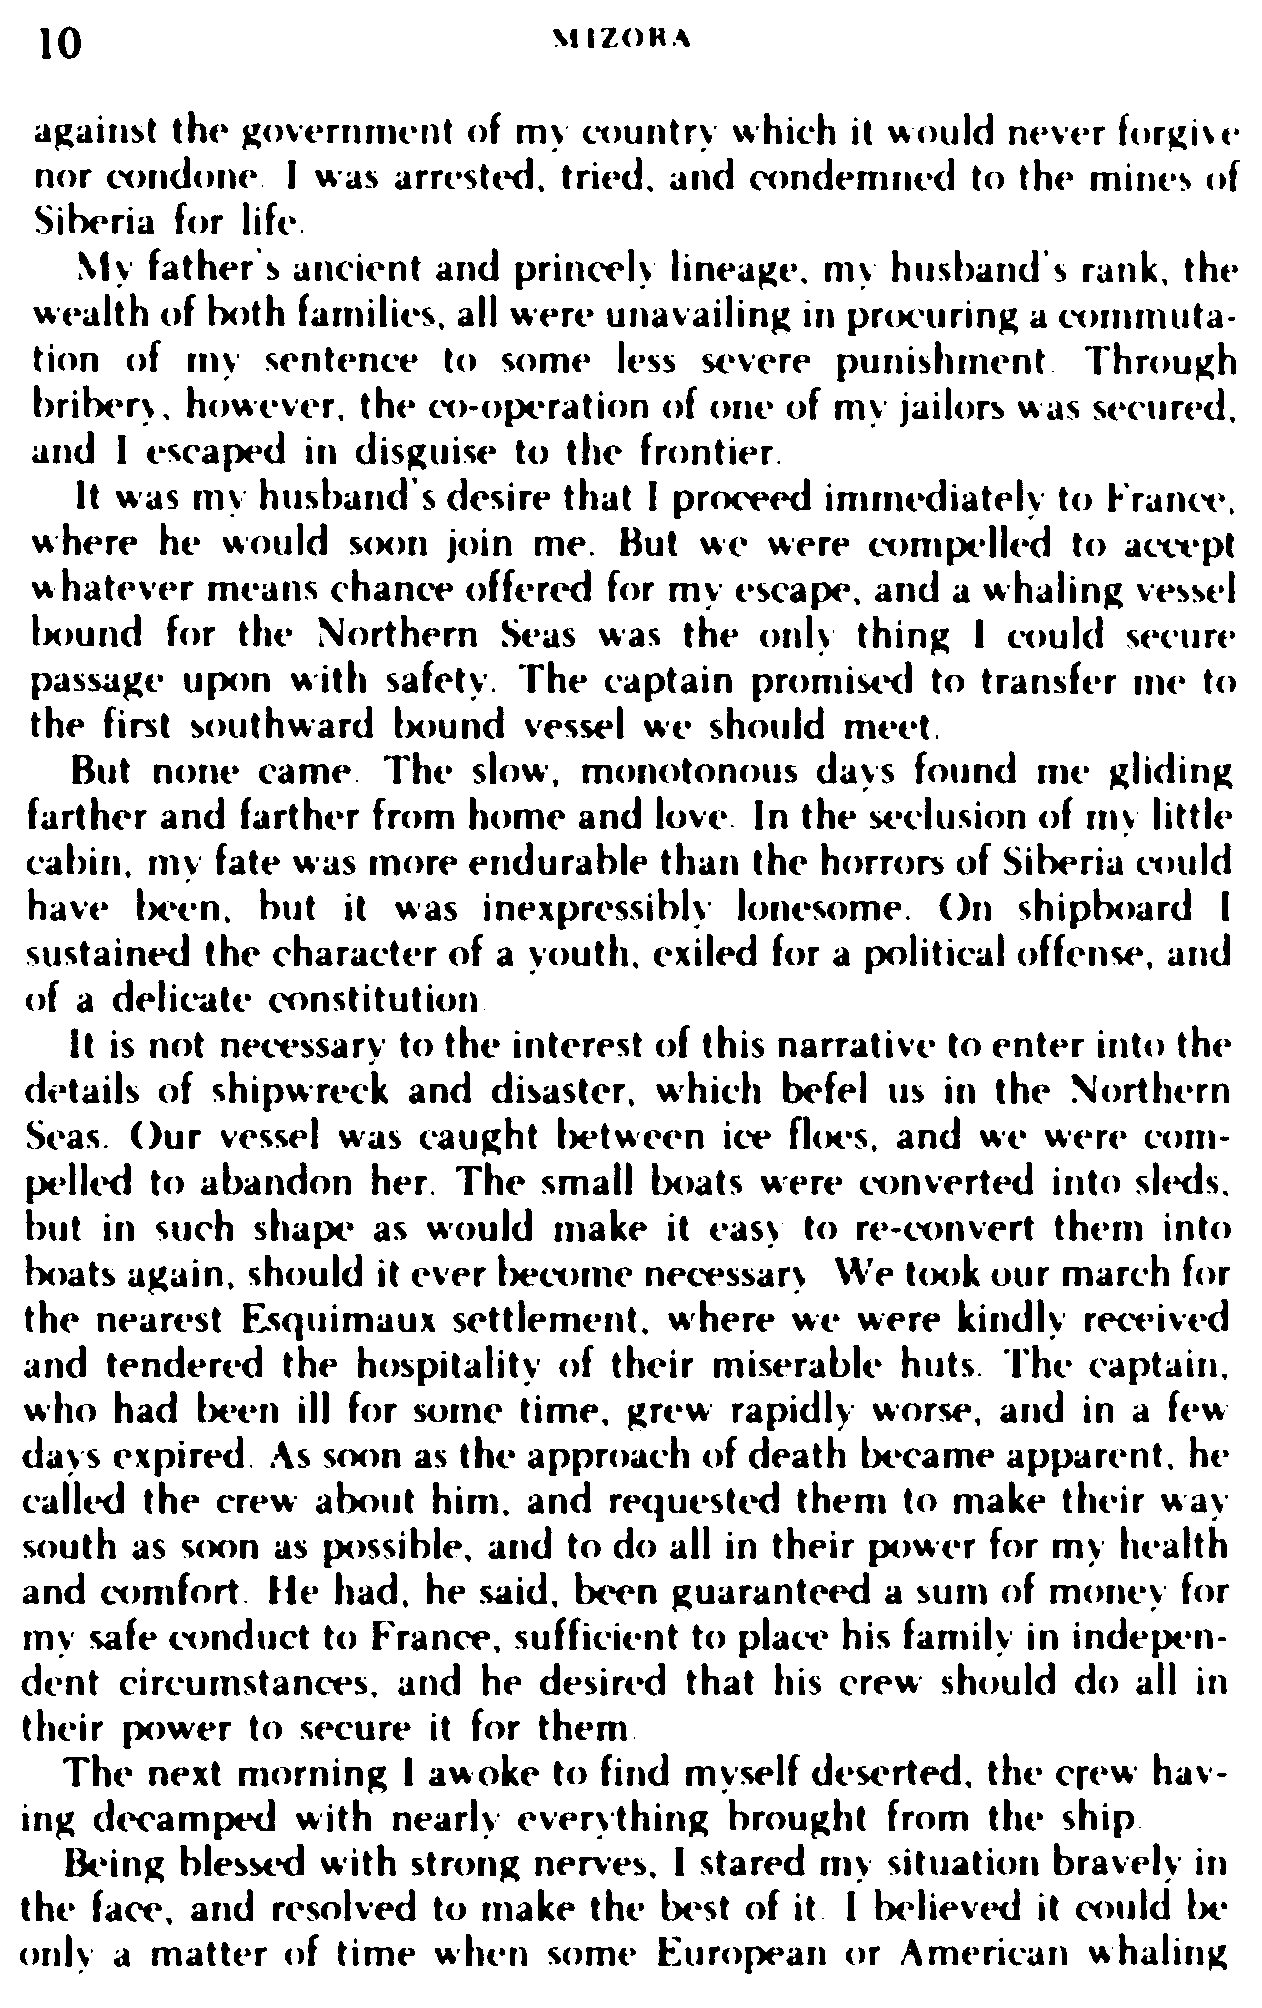 10 MIZORA
against the government of my country which it would never forgive
nor condone. I was arrested, tried, and condemned to the mines of
Siberia for life.
My father's ancient and princely lineage, my husband's rank, the
wealth of both families, all were unavailing in procuring a commuta-
tion of my sentence to some less severe punishment. Through
bribery, however, the co-operation of one of my jailors was secured,
and I escaped in disguise to the frontier.
It was my husband's desire that I proceed immediately to France,
where he would soon join me. But we were compelled to accept
whatever means chance offered for my escape, and a whaling vessel
bound for the Northern Seas was the only thing I could secure
passage upon with safety. The captain promised to transfer me to
the first southward bound vessel we should meet.
But none came. The slow, monotonous days found me gliding
farther and farther from home and love. In the seclusion of my little
cabin, my fate was more endurable than the horrors of Siberia could
have been, but it was inexpressibly lonesome. On shipboard I
sustained the character of a youth, exiled for a political offense, and
of a delicate constitution.
It is not necessary to the interest of this narrative to enter into the
details of shipwreck and disaster, which befel us in the Northern
Seas. Our vessel was caught between ice floes, and we were com-
pelled to abandon her. The small boats were converted into sleds,
but in such shape as would make it easy to re-convert them into
boats again, should it ever become necessary. We took our march for
the nearest Esquimaux settlement, where we were kindly received
and tendered the hospitality of their miserable huts. The captain,
who had been ill for some time, grew rapidly worse, and in a few
days expired. As soon as the approach of death became apparent, he
called the crew about him, and requested them to make their way
south as soon as possible, and to do all in their power for my health
and comfort. He had, he said, been guaranteed a sum of money for
my safe conduct to France, sufficient to place his family in indepen-
dent circumstances, and he desired that his crew should do all in
their power to secure it for them.
The next morning I awoke to find myself deserted, the crew hav-
ing decamped with nearly everything brought from the ship.
Being blessed with strong nerves, I stared my situation bravely in
the face, and resolved to make the best of it. I believed it could be
only a matter of time when some European or American whaling